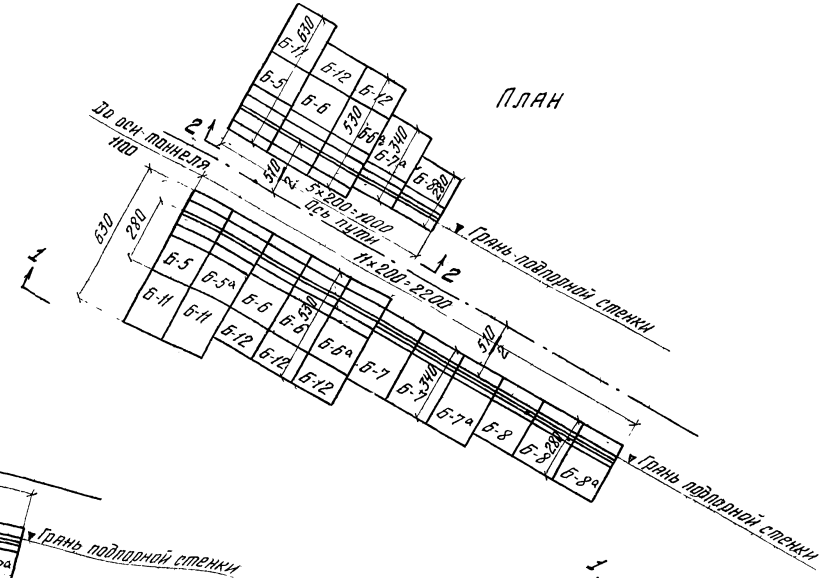 План
Б-11
630
Б-12
Б-12
Б-5
Б-6
530
Б-6а
340
Б-7а
Б-8а
280
До оси тоннеля
1100
2
510
2
5×200=1000
Ось пути
2
Грань подпорной стенки
630
280
1
11×200=2200
510
2
Б-5
Б-5а
Б-6
Б-6
530
Б-6а
Б-7
Б-7
340
Б-7а
Б-8
Б-8
280
Б-8а
Б-11
Б-11
Б-12
Б-12
Б-12
Грань подпорной стенки
Грань подпорной стенки
1